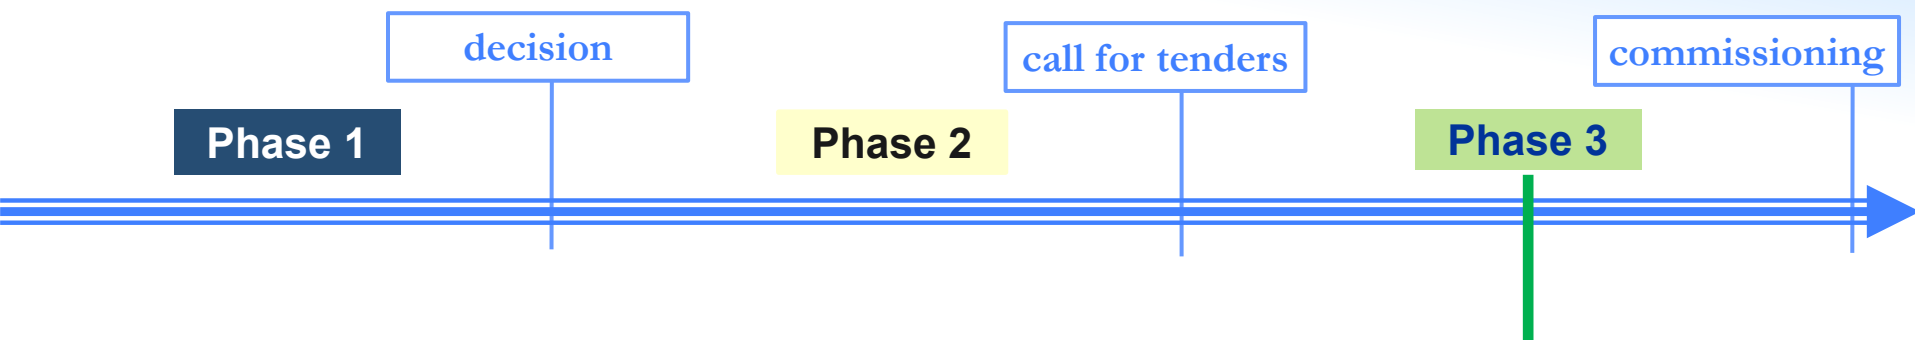 decision
call for tenders
commissioning
Phase 1
Phase 2
Phase 3